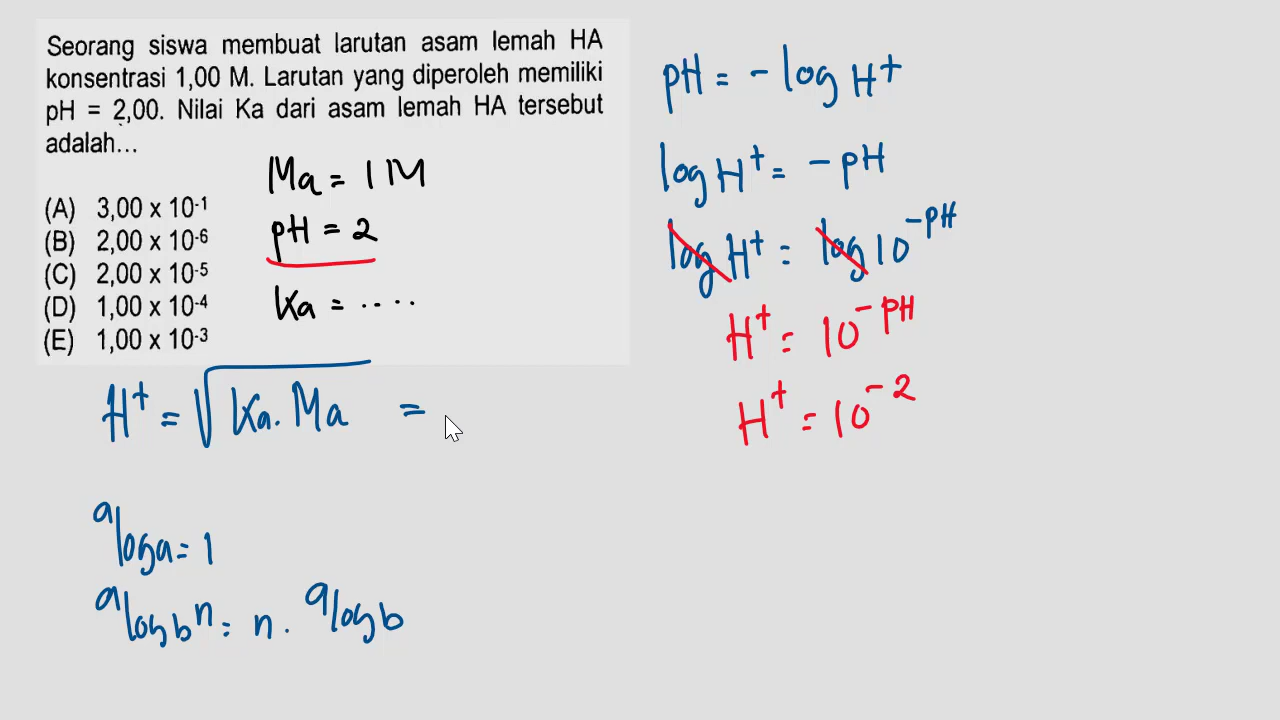 Seorang siswa membuat larutan asam lemah HA
konsentrasi 1,00 M. Larutan yang diperoleh memiliki
pH = 2,00. Nilai Ka dari asam lemah HA tersebut
adalah...
(A) 3,00 x 10⁻¹
(B) 2,00 x 10⁻⁶
(C) 2,00 x 10⁻⁵
(D) 1,00 x 10⁻⁴
(E) 1,00 x 10⁻³
Ma = 1 M
pH = 2
Ka = ....
H⁺ = √Ka. Ma =
ᵃlog a = 1
ᵃlog bⁿ = n . ᵃlog b
pH = - log H⁺
log H⁺ = - pH
log H⁺ = log 10⁻ᵖᴴ
H⁺ = 10⁻ᵖᴴ
H⁺ = 10⁻²